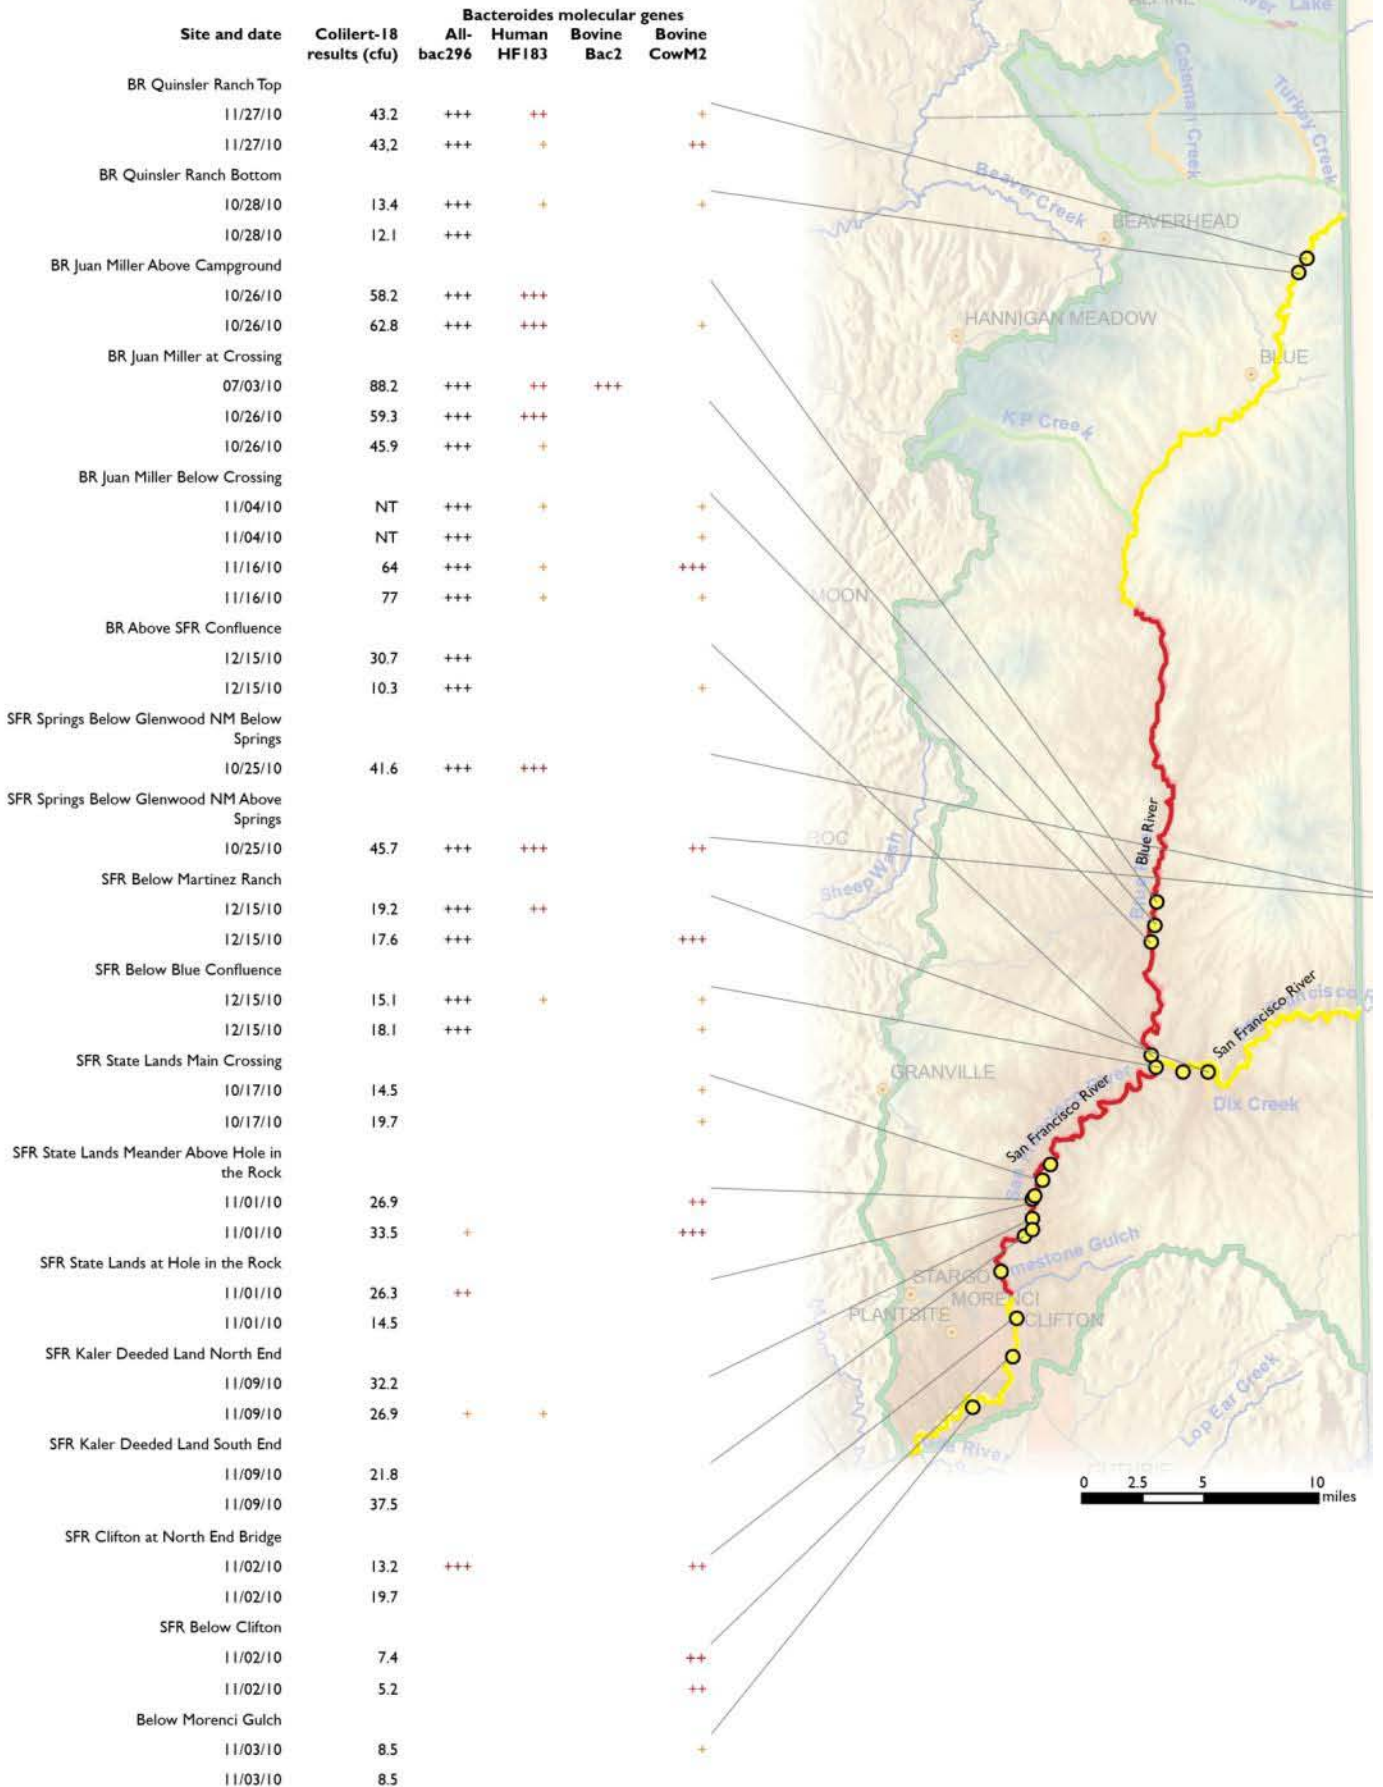 Bacteroides molecular genes
Site and date Colilert-18 All- Human Bovine Bovine
results (cfu) bac296 HF183 Bac2 CowM2
BR Quinsler Ranch Top
11/27/10 43.2 +++ ++ +
11/27/10 43,2 +++ + ++
BR Quinsler Ranch Bottom
10/28/10 13.4 +++ + +
10/28/10 12.1 +++
BR Juan Miller Above Campground
10/26/10 58.2 +++ +++
10/26/10 62.8 +++ +++ +
BR Juan Miller at Crossing
07/03/10 88.2 +++ ++ +++
10/26/10 59.3 +++ +++
10/26/10 45.9 +++ +
BR Juan Miller Below Crossing
11/04/10 NT +++ + +
11/04/10 NT +++ +
11/16/10 64 +++ + +++
11/16/10 77 +++ + +
BR Above SFR Confluence
12/15/10 30.7 +++
12/15/10 10.3 +++ +
SFR Springs Below Glenwood NM Below
Springs
10/25/10 41.6 +++ +++
SFR Springs Below Glenwood NM Above
Springs
10/25/10 45.7 +++ +++ ++
SFR Below Martinez Ranch
12/15/10 19.2 +++ ++
12/15/10 17.6 +++ +++
SFR Below Blue Confluence
12/15/10 15.1 +++ + +
12/15/10 18.1 +++ +
SFR State Lands Main Crossing
10/17/10 14.5 +
10/17/10 19.7 +
SFR State Lands Meander Above Hole in
the Rock
11/01/10 26.9 ++
11/01/10 33.5 + +++
SFR State Lands at Hole in the Rock
11/01/10 26.3 ++
11/01/10 14.5
SFR Kaler Deeded Land North End
11/09/10 32.2
11/09/10 26.9 + +
SFR Kaler Deeded Land South End
11/09/10 21.8
11/09/10 37.5
SFR Clifton at North End Bridge
11/02/10 13.2 +++ ++
11/02/10 19.7
SFR Below Clifton
11/02/10 7.4 ++
11/02/10 5.2 ++
Below Morenci Gulch
11/03/10 8.5 +
11/03/10 8.5
ALPINE
Lake
Coleman Creek
Turkey Creek
Beaver Creek
BEAVERHEAD
HANNIGAN MEADOW
BLUE
KP Creek
MOON
Blue River
Sheep Wash
San Francisco River
GRANVILLE
Dix Creek
San Francisco River
STARGO
MORENCI
PLANTSITE
CLIFTON
Lop Ear Creek
River
0 2.5 5 10
miles